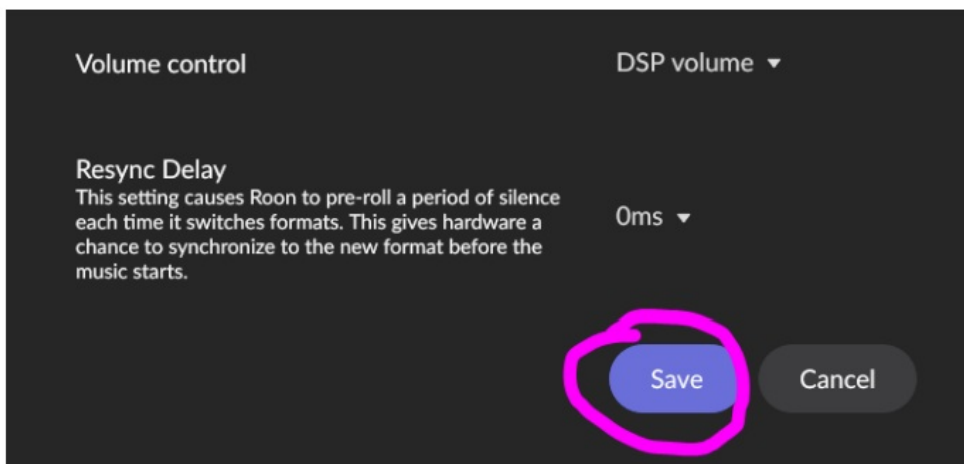 Volume control
DSP volume
Resync Delay
This setting causes Roon to pre-roll a period of silence
each time it switches formats. This gives hardware a
chance to synchronize to the new format before the
music starts.
0ms
Save
Cancel